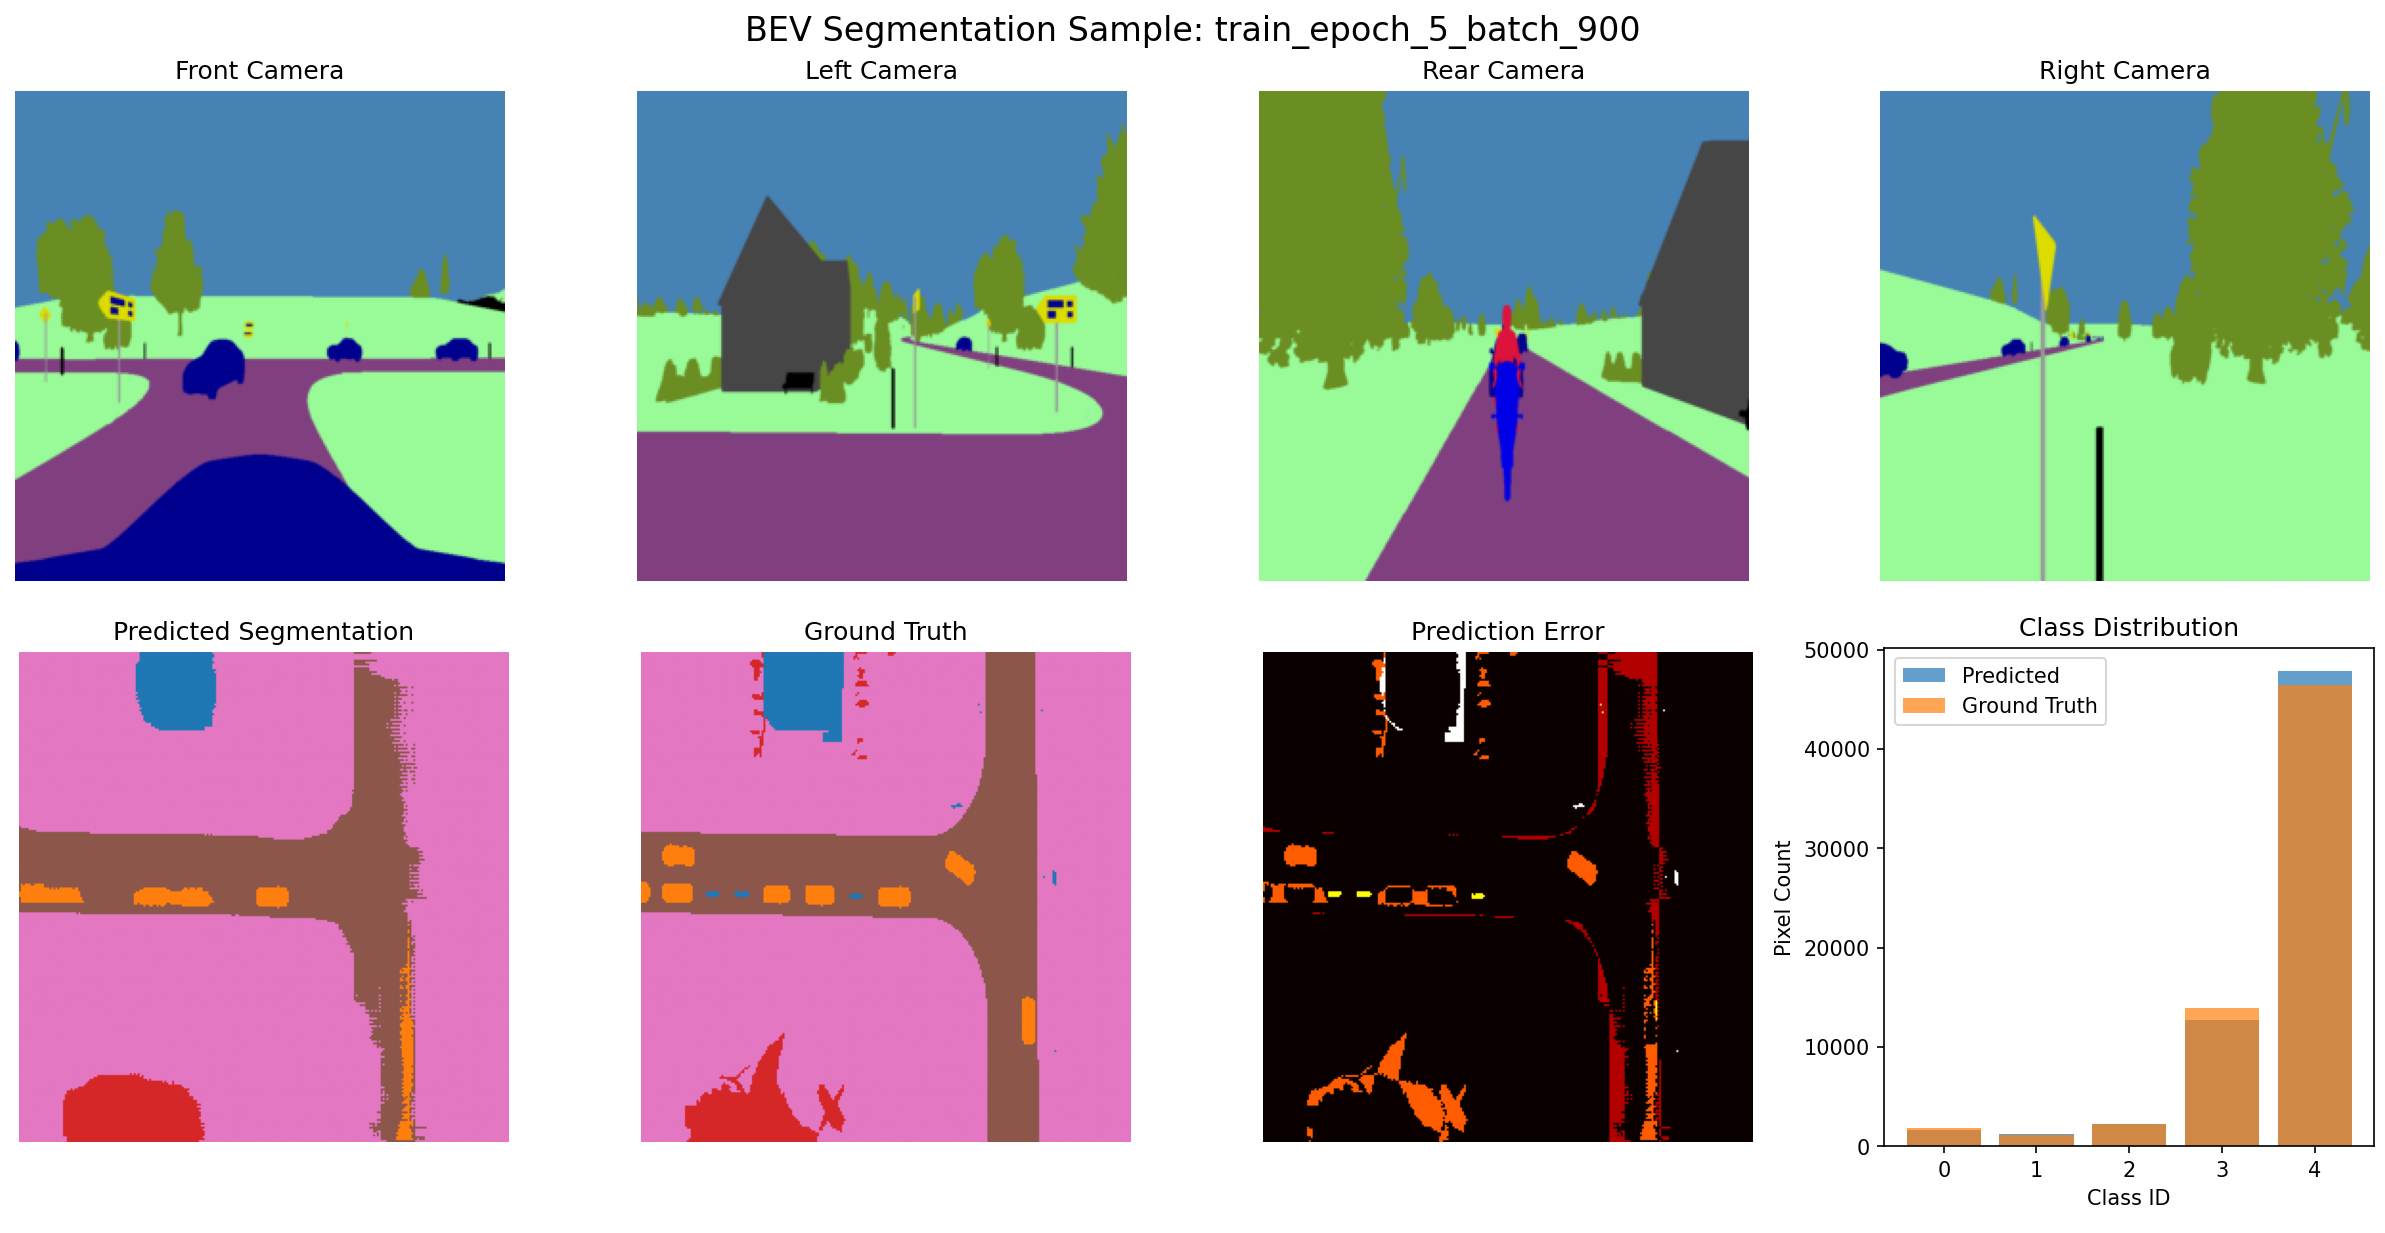 BEV Segmentation Sample: train_epoch_5_batch_900
Front Camera
Left Camera
Rear Camera
Right Camera
Predicted Segmentation
Ground Truth
Prediction Error
Class Distribution
Predicted
Ground Truth
Pixel Count
50000
40000
30000
20000
10000
0
0 1 2 3 4
Class ID